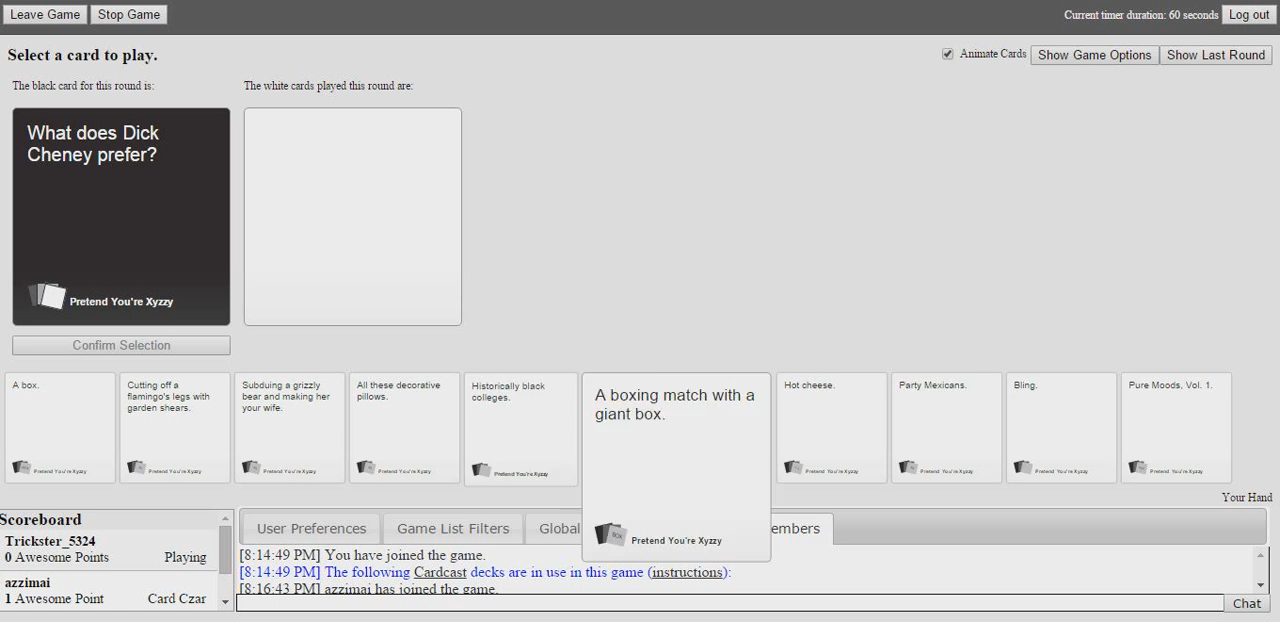 Leave Game
Stop Game
Current timer duration: 60 seconds
Log out
Select a card to play.
Animate Cards
Show Game Options
Show Last Round
The black card for this round is:
The white cards played this round are:
What does Dick
Cheney prefer?
Pretend You're Xyzzy
Confirm Selection
A box.
Pretend You're Xyzzy
Cutting off a
flamingo's legs with
garden shears.
Pretend You're Xyzzy
Subduing a grizzly
bear and making her
your wife.
Pretend You're Xyzzy
All these decorative
pillows.
Pretend You're Xyzzy
Historically black
colleges.
Pretend You're Xyzzy
A boxing match with a
giant box.
BOX
Pretend You're Xyzzy
Hot cheese.
Pretend You're Xyzzy
Party Mexicans.
Pretend You're Xyzzy
Bling.
Pretend You're Xyzzy
Pure Moods, Vol. 1.
Pretend You're Xyzzy
Your Hand
Scoreboard
Trickster_5324
0 Awesome Points
Playing
azzimai
1 Awesome Point
Card Czar
User Preferences
Game List Filters
Global
embers
[8:14:49 PM] You have joined the game.
[8:14:49 PM] The following Cardcast decks are in use in this game (instructions):
[8:16:43 PM] azzimai has joined the game.
Chat